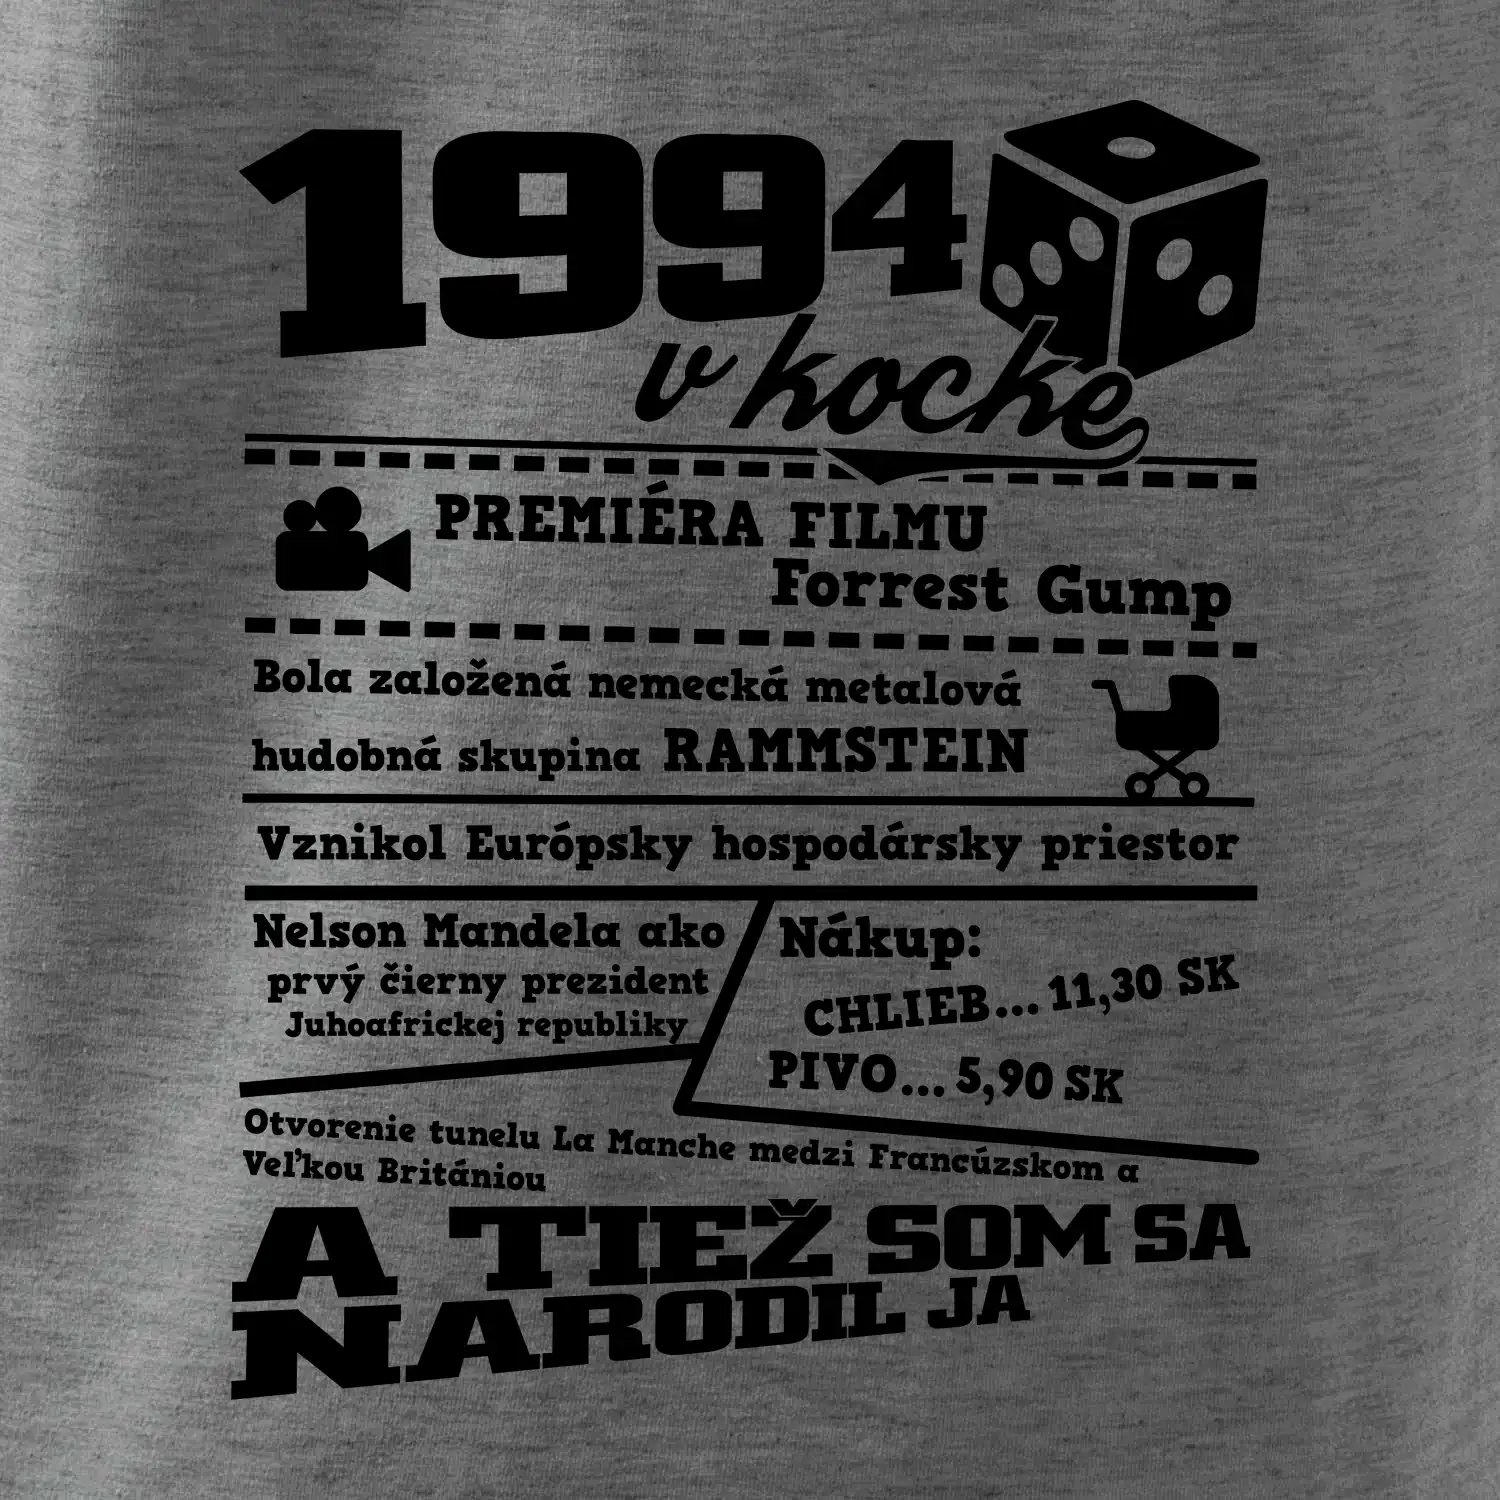 1994
v kocke
PREMIÉRA FILMU
Forrest Gump
Bola založená nemecká metalová
hudobná skupina RAMMSTEIN
Vznikol Európsky hospodársky priestor
Nelson Mandela ako
prvý čierny prezident
Juhoafrickej republiky
Nákup:
CHLIEB... 11,30 SK
PIVO... 5,90 SK
Otvorenie tunelu La Manche medzi Francúzskom a
Veľkou Britániou
A TIEŽ SOM SA
NARODIL JA